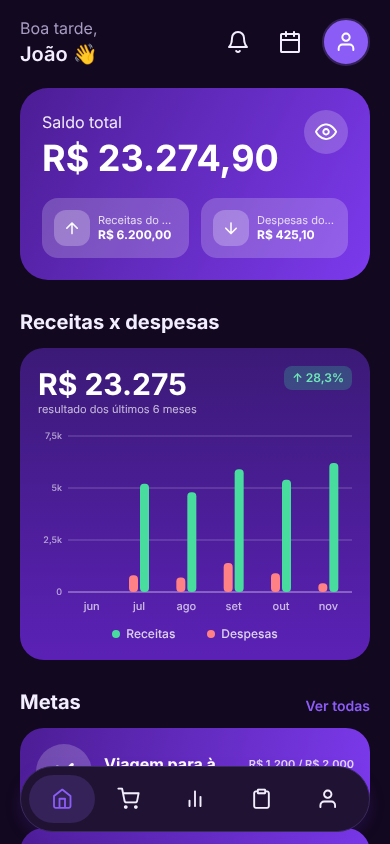 Boa tarde,
João 👋
Saldo total
R$ 23.274,90
Receitas do ...
R$ 6.200,00
Despesas do...
R$ 425,10
Receitas x despesas
R$ 23.275
↑ 28,3%
resultado dos últimos 6 meses
7,5k
5k
2,5k
0
jun jul ago set out nov
Receitas Despesas
Metas
Ver todas
Viagem para à
R$ 1.200 / R$ 2.000